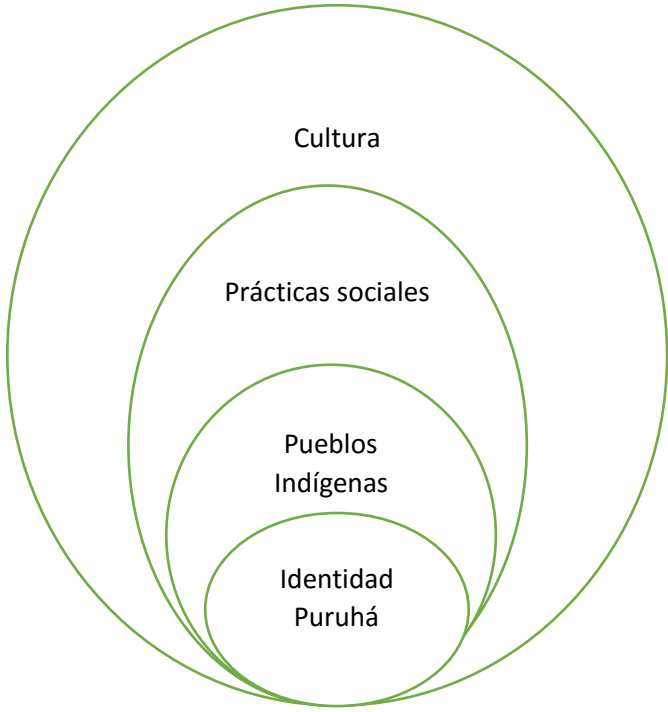 Cultura
Prácticas sociales
Pueblos
Indígenas
Identidad
Puruhá